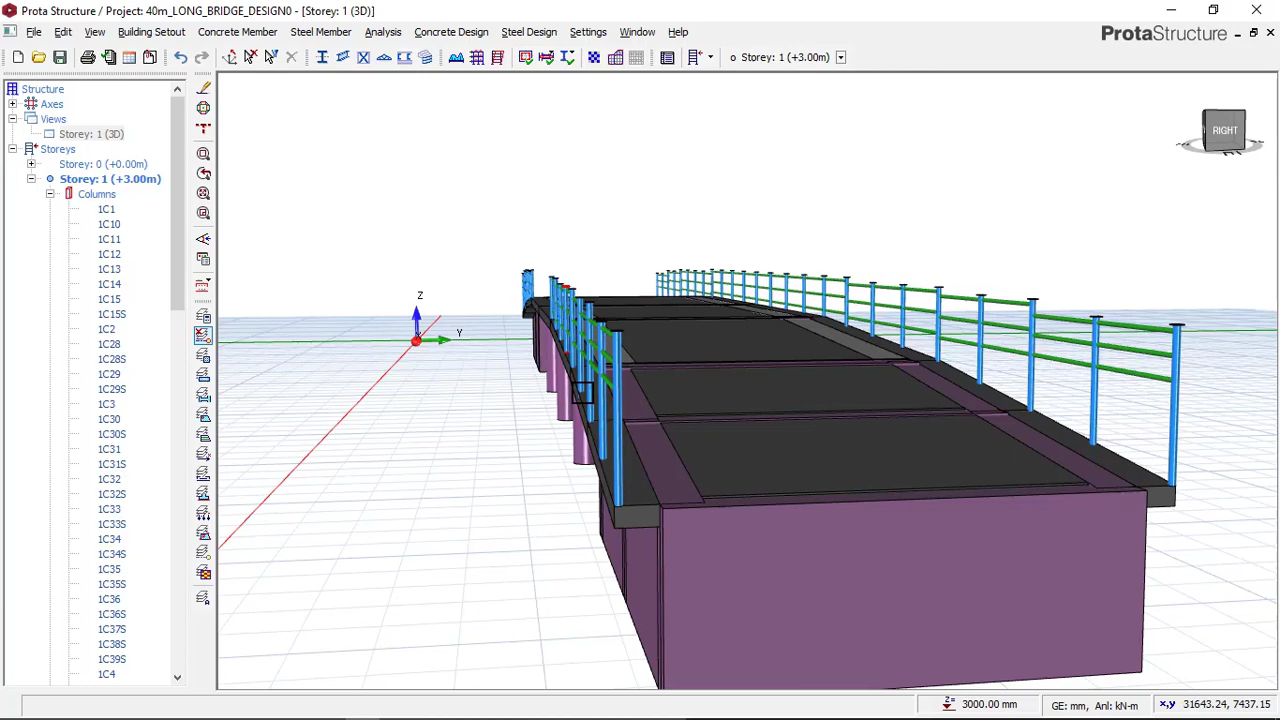 Prota Structure / Project: 40m_LONG_BRIDGE_DESIGN0 - [Storey: 1 (3D)]
File Edit View Building Setout Concrete Member Steel Member Analysis Concrete Design Steel Design Settings Window Help
ProtaStructure
Storey: 1 (+3.00m)
Structure
Axes
Views
Storey: 1 (3D)
Storeys
Storey: 0 (+0.00m)
Storey: 1 (+3.00m)
Columns
1C1
1C10
1C11
1C12
1C13
1C14
1C15
1C15S
1C2
1C28
1C28S
1C29
1C29S
1C3
1C30
1C30S
1C31
1C31S
1C32
1C32S
1C33
1C33S
1C34
1C34S
1C35
1C35S
1C36
1C36S
1C37S
1C38S
1C39S
1C4
RIGHT
Z
Y
Z= 3000.00 mm
GE: mm, Anl: kN-m
x,y 31643.24, 7437.15